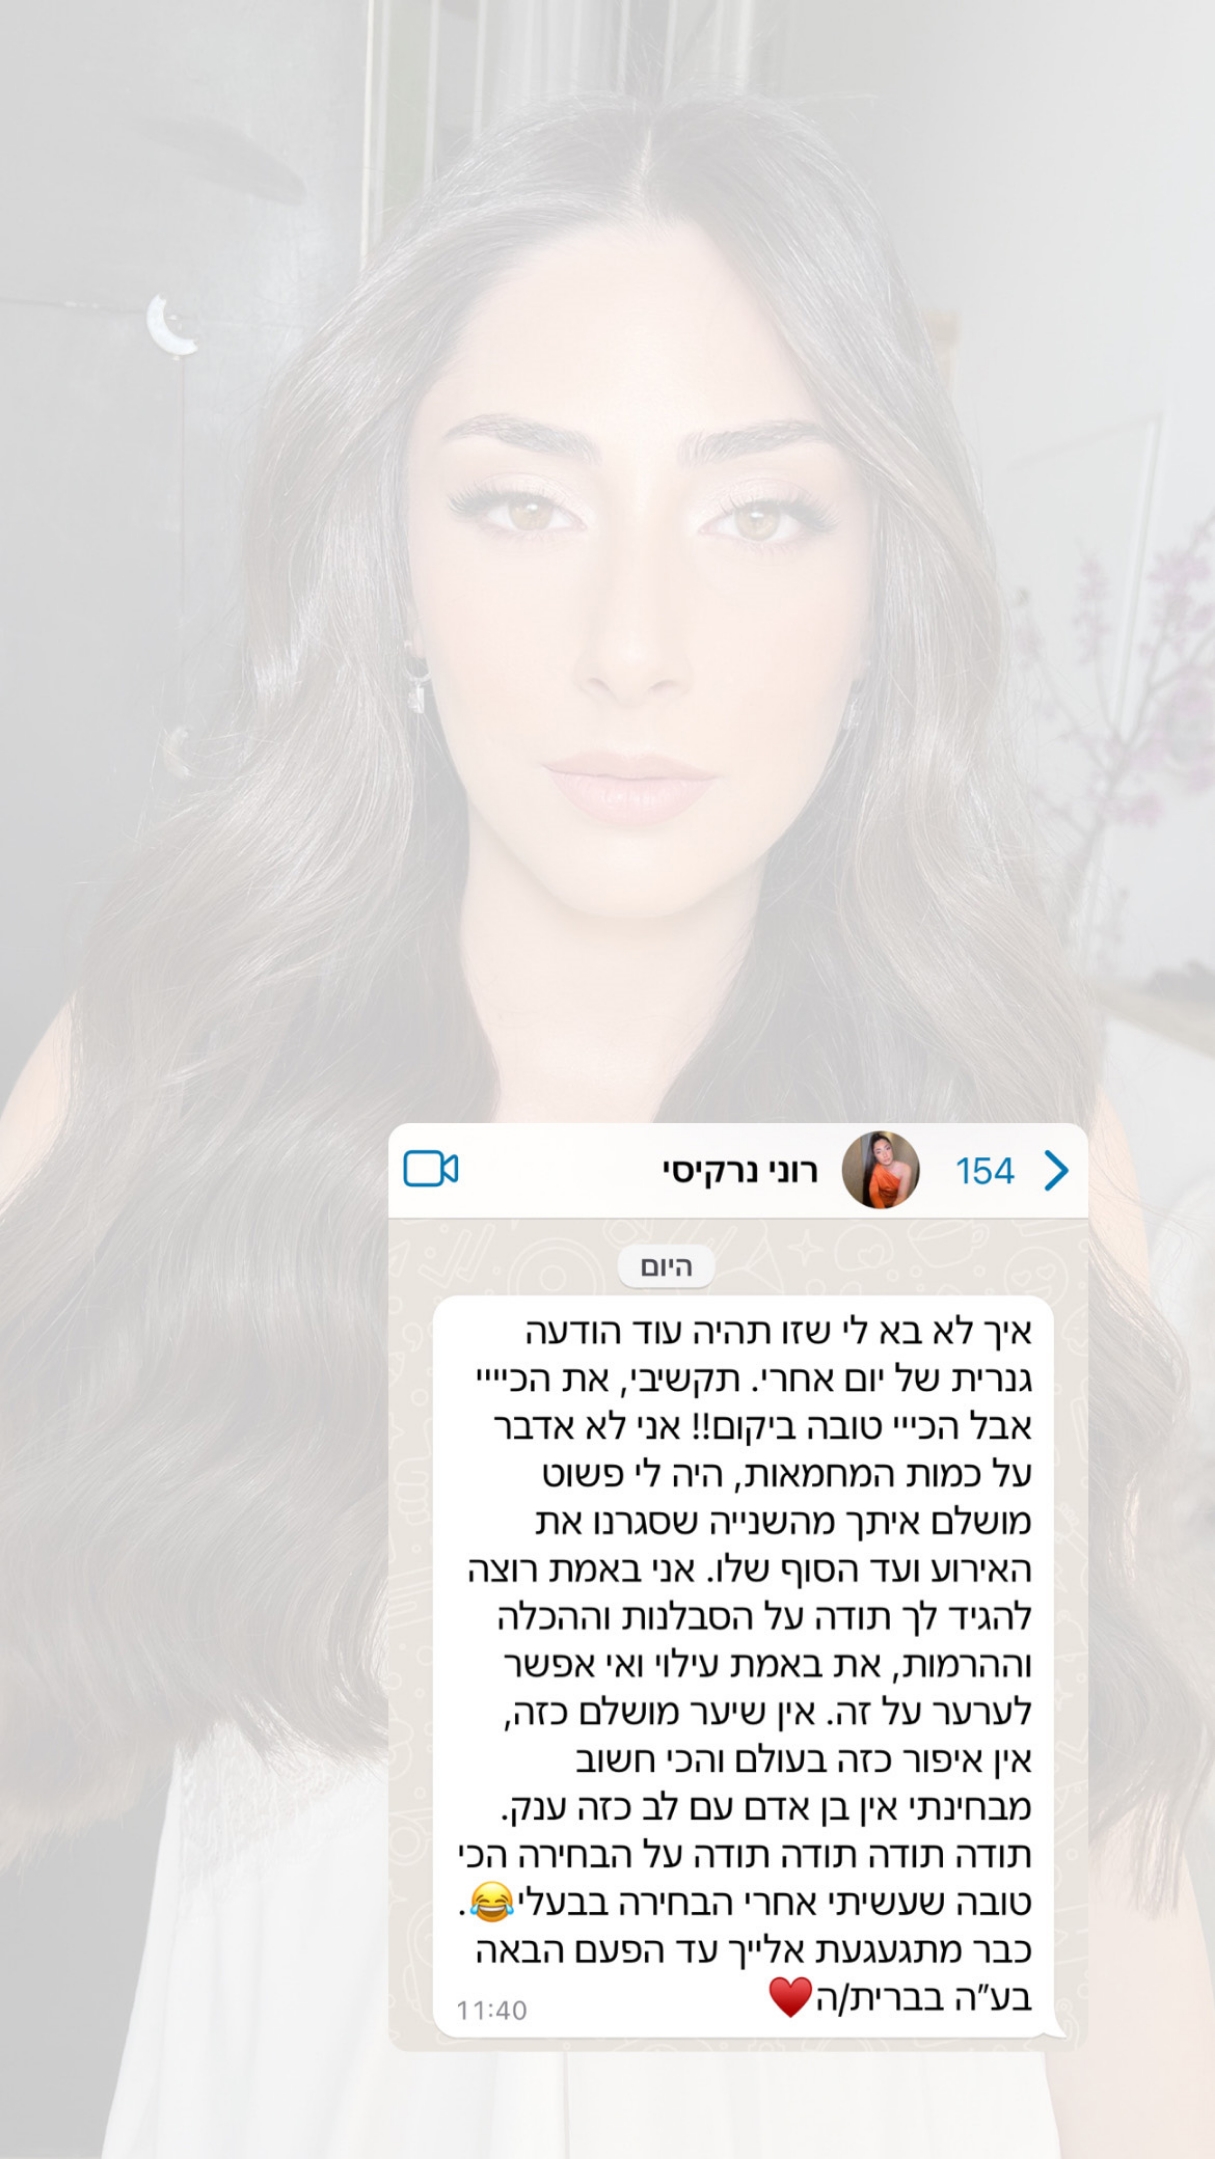 154 רוני נרקיסי
היום
איך לא בא לי שזו תהיה עוד הודעה
גנרית של יום אחרי. תקשיבי, את הכיייי
אבל הכייי טובה ביקום!! אני לא אדבר
על כמות המחמאות, היה לי פשוט
מושלם איתך מהשנייה שסגרנו את
האירוע ועד הסוף שלו. אני באמת רוצה
להגיד לך תודה על הסבלנות וההכלה
וההרמות, את באמת עילוי ואי אפשר
לערער על זה. אין שיער מושלם כזה,
אין איפור כזה בעולם והכי חשוב
מבחינתי אין בן אדם עם לב כזה ענק.
תודה תודה תודה תודה על הבחירה הכי
טובה שעשיתי אחרי הבחירה בבעלי😂.
כבר מתגעגעת אלייך עד הפעם הבאה
בע״ה בברית/ה♥️
11:40